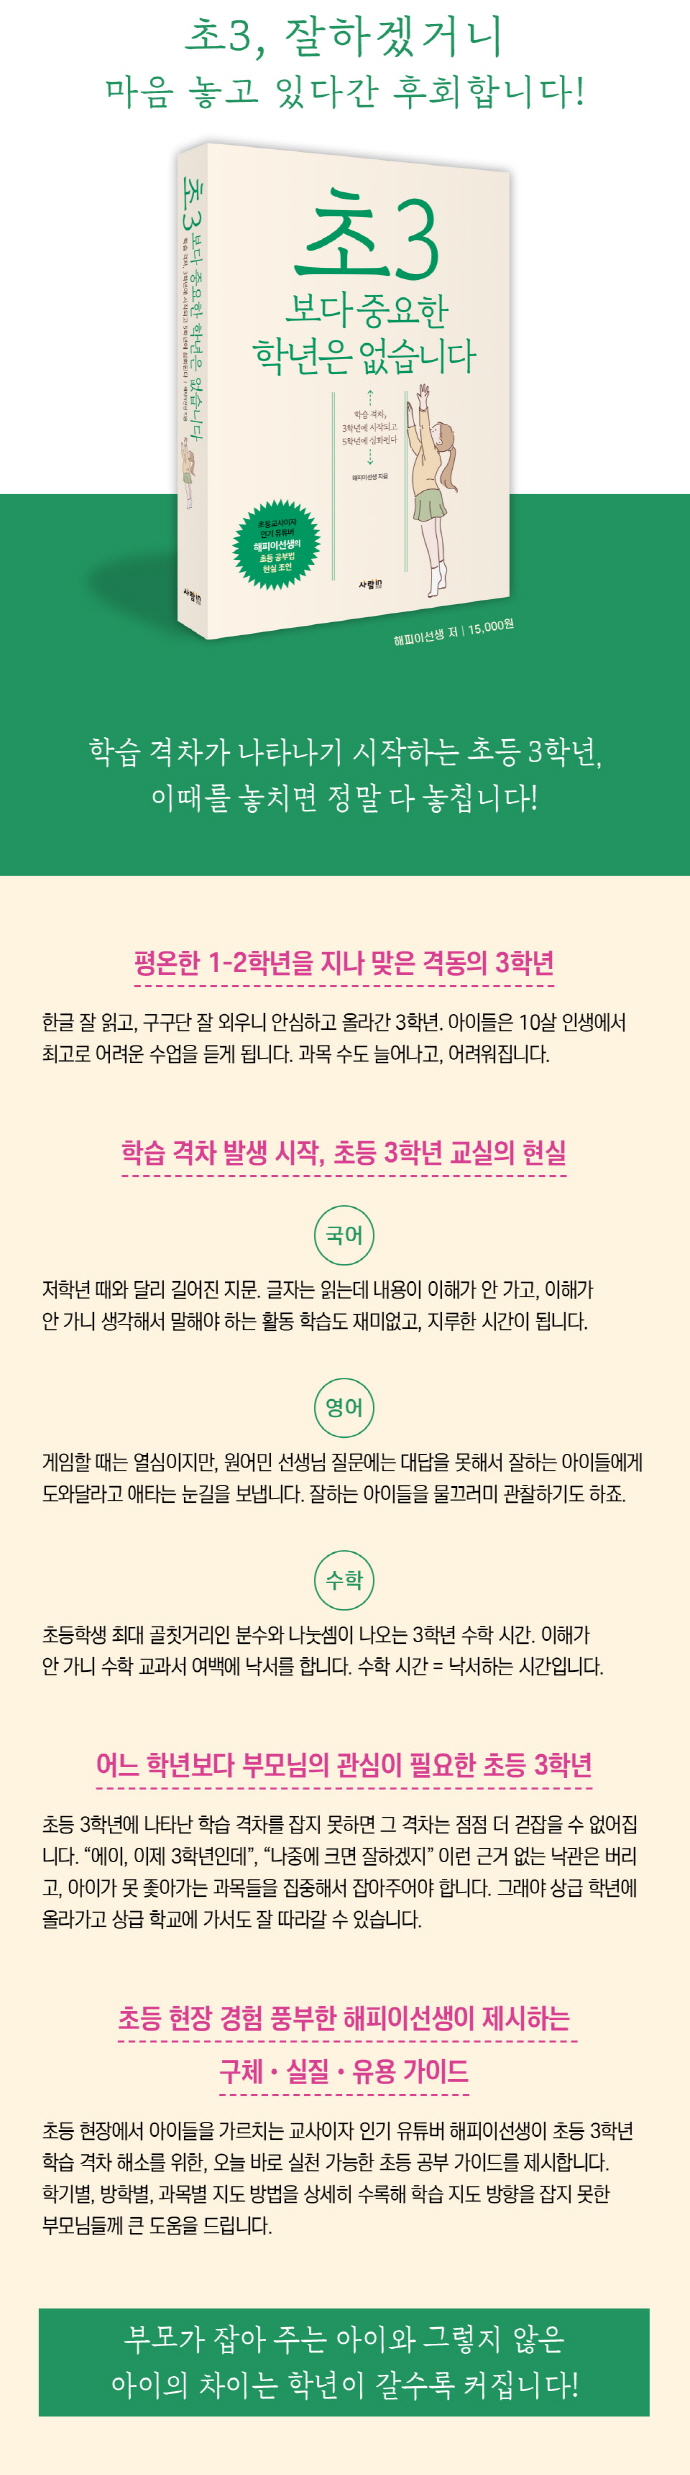 초3, 잘하겠거니
마음 놓고 있다간 후회합니다!
초3 보다 중요한 학년은 없습니다
학습 격차, 3학년에 시작되고 5학년에 심화된다
해피이선생 지음
사람in
초3
보다 중요한
학년은 없습니다
학습 격차,
3학년에 시작되고
5학년에 심화된다
해피이선생 지음
초등교사이자
인기 유튜버
해피이선생의
초등 공부법
현실 조언
사람in
해피이선생 저 | 15,000원
학습 격차가 나타나기 시작하는 초등 3학년,
이때를 놓치면 정말 다 놓칩니다!
평온한 1-2학년을 지나 맞은 격동의 3학년
한글 잘 읽고, 구구단 잘 외우니 안심하고 올라간 3학년. 아이들은 10살 인생에서
최고로 어려운 수업을 듣게 됩니다. 과목 수도 늘어나고, 어려워집니다.
학습 격차 발생 시작, 초등 3학년 교실의 현실
국어
저학년 때와 달리 길어진 지문. 글자는 읽는데 내용이 이해가 안 가고, 이해가
안 가니 생각해서 말해야 하는 활동 학습도 재미없고, 지루한 시간이 됩니다.
영어
게임할 때는 열심이지만, 원어민 선생님 질문에는 대답을 못해서 잘하는 아이들에게
도와달라고 애타는 눈길을 보냅니다. 잘하는 아이들을 물끄러미 관찰하기도 하죠.
수학
초등학생 최대 골칫거리인 분수와 나눗셈이 나오는 3학년 수학 시간. 이해가
안 가니 수학 교과서 여백에 낙서를 합니다. 수학 시간 = 낙서하는 시간입니다.
어느 학년보다 부모님의 관심이 필요한 초등 3학년
초등 3학년에 나타난 학습 격차를 잡지 못하면 그 격차는 점점 더 걷잡을 수 없어집
니다. “에이, 이제 3학년인데”, “나중에 크면 잘하겠지” 이런 근거 없는 낙관은 버리
고, 아이가 못 좇아가는 과목들을 집중해서 잡아주어야 합니다. 그래야 상급 학년에
올라가고 상급 학교에 가서도 잘 따라갈 수 있습니다.
초등 현장 경험 풍부한 해피이선생이 제시하는
구체 • 실질 • 유용 가이드
초등 현장에서 아이들을 가르치는 교사이자 인기 유튜버 해피이선생이 초등 3학년
학습 격차 해소를 위한, 오늘 바로 실천 가능한 초등 공부 가이드를 제시합니다.
학기별, 방학별, 과목별 지도 방법을 상세히 수록해 학습 지도 방향을 잡지 못한
부모님들께 큰 도움을 드립니다.
부모가 잡아 주는 아이와 그렇지 않은
아이의 차이는 학년이 갈수록 커집니다!